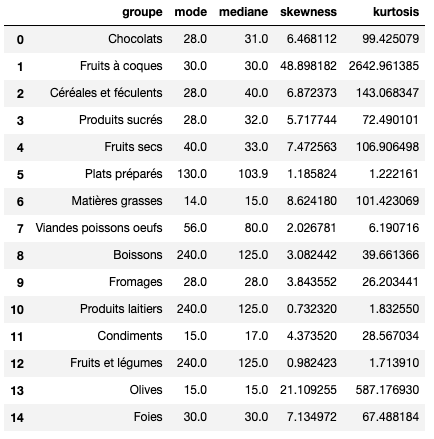 groupe mode mediane skewness kurtosis
0 Chocolats 28.0 31.0 6.468112 99.425079
1 Fruits à coques 30.0 30.0 48.898182 2642.961385
2 Céréales et féculents 28.0 40.0 6.872373 143.068347
3 Produits sucrés 28.0 32.0 5.717744 72.490101
4 Fruits secs 40.0 33.0 7.472563 106.906498
5 Plats préparés 130.0 103.9 1.185824 1.222161
6 Matières grasses 14.0 15.0 8.624180 101.423069
7 Viandes poissons oeufs 56.0 80.0 2.026781 6.190716
8 Boissons 240.0 125.0 3.082442 39.661366
9 Fromages 28.0 28.0 3.843552 26.203441
10 Produits laitiers 240.0 125.0 0.732320 1.832550
11 Condiments 15.0 17.0 4.373520 28.567034
12 Fruits et légumes 240.0 125.0 0.982423 1.713910
13 Olives 15.0 15.0 21.109255 587.176930
14 Foies 30.0 30.0 7.134972 67.488184